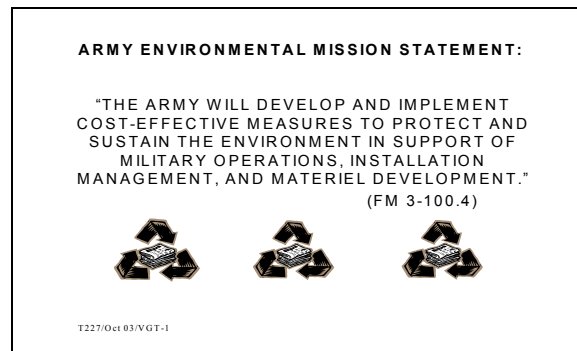 ARMY ENVIRONMENTAL MISSION STATEMENT:
“THE ARMY WILL DEVELOP AND IMPLEMENT
COST-EFFECTIVE MEASURES TO PROTECT AND
SUSTAIN THE ENVIRONMENT IN SUPPORT OF
MILITARY OPERATIONS, INSTALLATION
MANAGEMENT, AND MATERIEL DEVELOPMENT.”
(FM 3-100.4)
T227/Oct 03/VGT-1